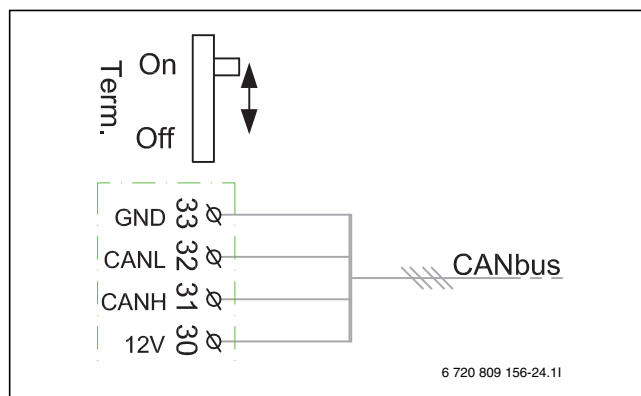 On
Term.
Off
GND 33
CANL 32
CANH 31
12V 30
CANbus
6 720 809 156-24.1I